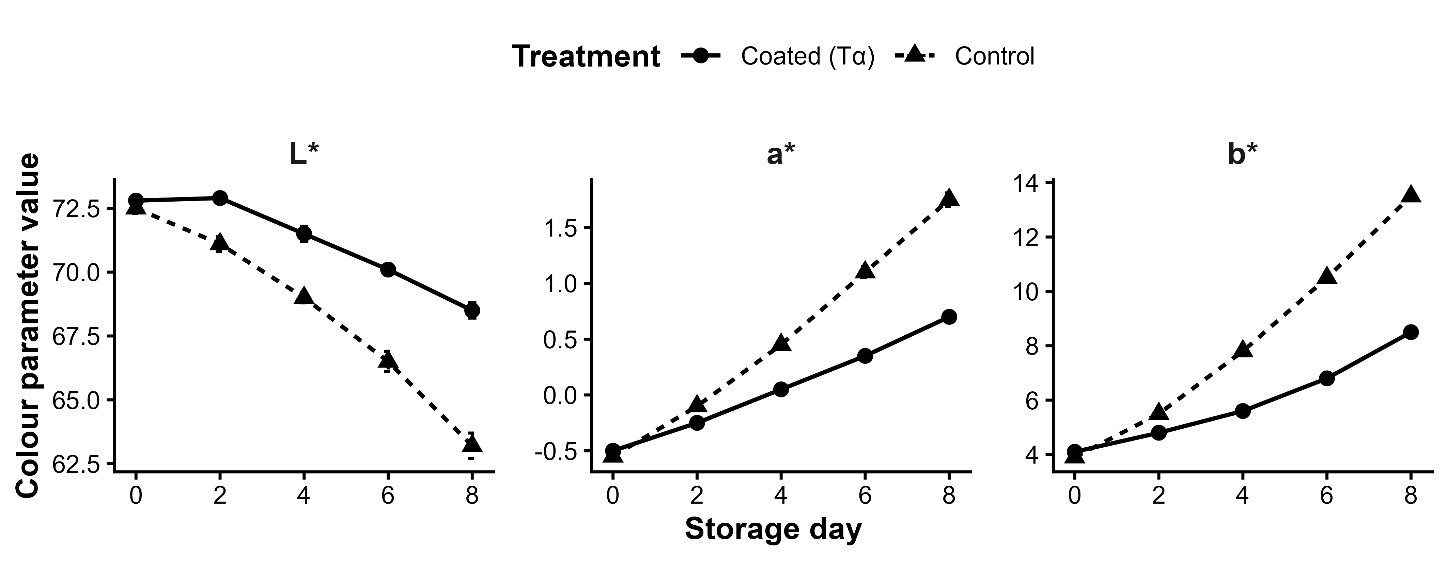 Treatment Coated (Tα) Control
L* a* b*
Colour parameter value
72.5
70.0
67.5
65.0
62.5
0 2 4 6 8
1.5
1.0
0.5
0.0
-0.5
0 2 4 6 8
14
12
10
8
6
4
0 2 4 6 8
Storage day